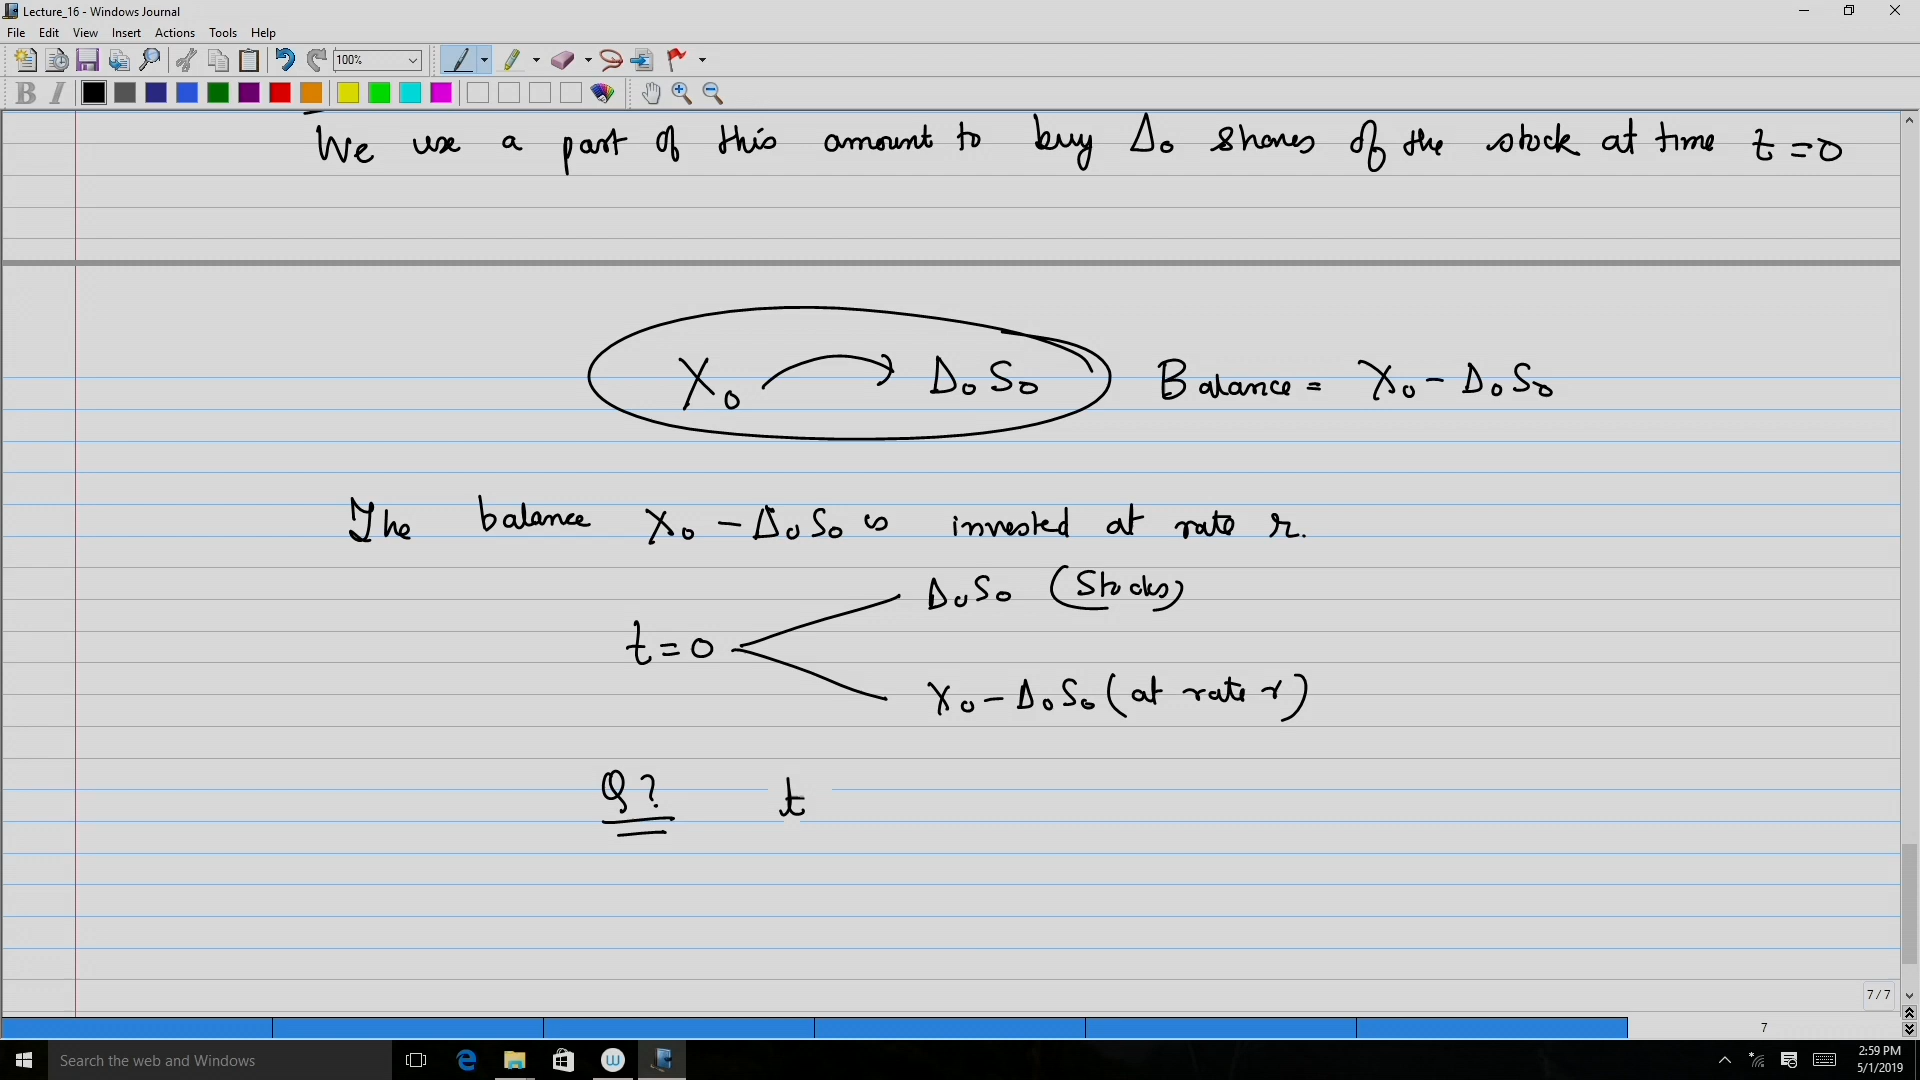 Lecture_16 - Windows Journal
File Edit View Insert Actions Tools Help
100%
B I
We use a part of this amount to buy Δ₀ shares of the stock at time t = 0
X₀ Δ₀S₀ Balance = X₀ - Δ₀S₀
The balance X₀ - Δ₀S₀ is invested at rate r.
Δ₀S₀ (Stocks)
t = 0
X₀ - Δ₀S₀ (at rate r)
Q? t
7 / 7
7
Search the web and Windows
2:59 PM
5/1/2019